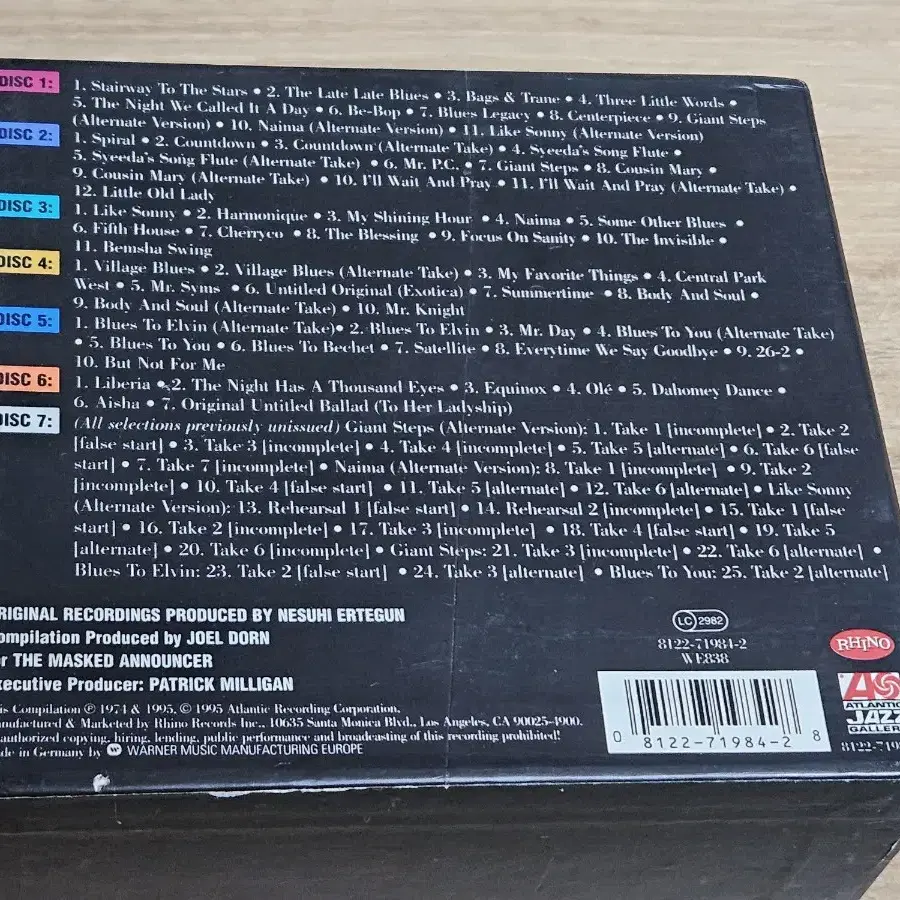 DISC 1:
1. Stairway To The Stars • 2. The Late Late Blues • 3. Bags & Trane • 4. Three Little Words •
5. The Night We Called It A Day • 6. Be-Bop • 7. Blues Legacy • 8. Centerpiece • 9. Giant Steps
(Alternate Version) • 10. Naima (Alternate Version) • 11. Like Sonny (Alternate Version)
DISC 2:
1. Spiral • 2. Countdown • 3. Countdown (Alternate Take) • 4. Syeeda's Song Flute •
5. Syeeda's Song Flute (Alternate Take) • 6. Mr. P.C. • 7. Giant Steps • 8. Cousin Mary •
9. Cousin Mary (Alternate Take) • 10. I'll Wait And Pray • 11. I'll Wait And Pray (Alternate Take) •
12. Little Old Lady
DISC 3:
1. Like Sonny • 2. Harmonique • 3. My Shining Hour • 4. Naima • 5. Some Other Blues •
6. Fifth House • 7. Cherryco • 8. The Blessing • 9. Focus On Sanity • 10. The Invisible •
11. Bemsha Swing
DISC 4:
1. Village Blues • 2. Village Blues (Alternate Take) • 3. My Favorite Things • 4. Central Park
West • 5. Mr. Syms • 6. Untitled Original (Exotica) • 7. Summertime • 8. Body And Soul •
9. Body And Soul (Alternate Take) • 10. Mr. Knight
DISC 5:
1. Blues To Elvin (Alternate Take) • 2. Blues To Elvin • 3. Mr. Day • 4. Blues To You (Alternate Take)
• 5. Blues To You • 6. Blues To Bechet • 7. Satellite • 8. Everytime We Say Goodbye • 9. 26-2 •
10. But Not For Me
DISC 6:
1. Liberia • 2. The Night Has A Thousand Eyes • 3. Equinox • 4. Olé • 5. Dahomey Dance •
6. Aisha • 7. Original Untitled Ballad (To Her Ladyship)
DISC 7:
(All selections previously unissued) Giant Steps (Alternate Version): 1. Take 1 [incomplete] • 2. Take 2
[false start] • 3. Take 3 [incomplete] • 4. Take 4 [incomplete] • 5. Take 5 [alternate] • 6. Take 6 [false
start] • 7. Take 7 [incomplete] • Naima (Alternate Version): 8. Take 1 [incomplete] • 9. Take 2
[incomplete] • 10. Take 4 [false start] • 11. Take 5 [alternate] • 12. Take 6 [alternate] • Like Sonny
(Alternate Version): 13. Rehearsal 1 [false start] • 14. Rehearsal 2 [incomplete] • 15. Take 1 [false
start] • 16. Take 2 [incomplete] • 17. Take 3 [incomplete] • 18. Take 4 [false start] • 19. Take 5
[alternate] • 20. Take 6 [incomplete] • Giant Steps: 21. Take 3 [incomplete] • 22. Take 6 [alternate] •
Blues To Elvin: 23. Take 2 [false start] • 24. Take 3 [alternate] • Blues To You: 25. Take 2 [alternate]
RIGINAL RECORDINGS PRODUCED BY NESUHI ERTEGUN
ompilation Produced by JOEL DORN
or THE MASKED ANNOUNCER
xecutive Producer: PATRICK MILLIGAN
is Compilation ℗ 1974 & 1995, © 1995 Atlantic Recording Corporation.
nufactured & Marketed by Rhino Records Inc., 10635 Santa Monica Blvd., Los Angeles, CA 90025-4900.
authorized copying, hiring, lending, public performance and broadcasting of this recording prohibited!
de in Germany by WARNER MUSIC MANUFACTURING EUROPE
LC 2982
8122-71984-2
WE838
0 8122-71984-2 8
RHINO
ATLANTIC
JAZZ
GALLER
8122-719